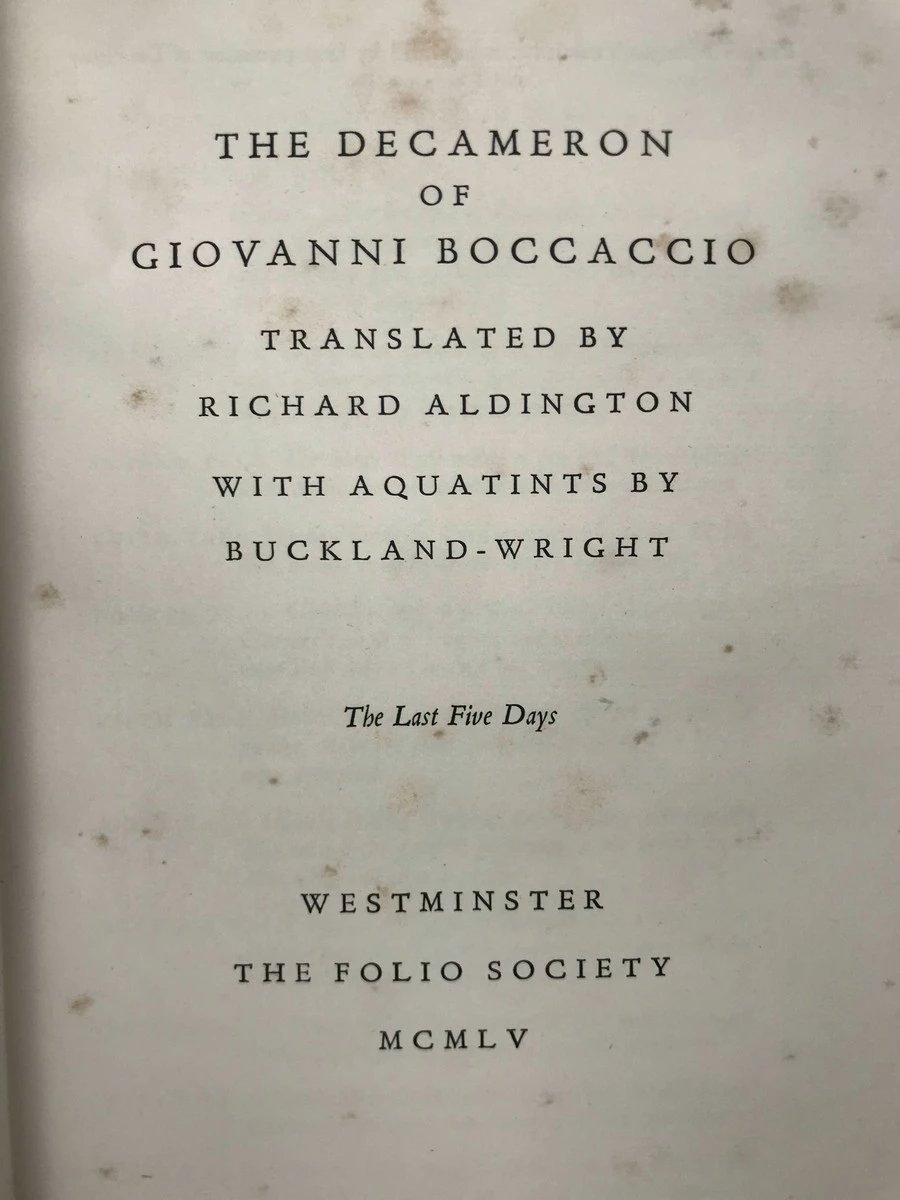 THE DECAMERON
OF
GIOVANNI BOCCACCIO
TRANSLATED BY
RICHARD ALDINGTON
WITH AQUATINTS BY
BUCKLAND-WRIGHT
The Last Five Days
WESTMINSTER
THE FOLIO SOCIETY
MCMLV